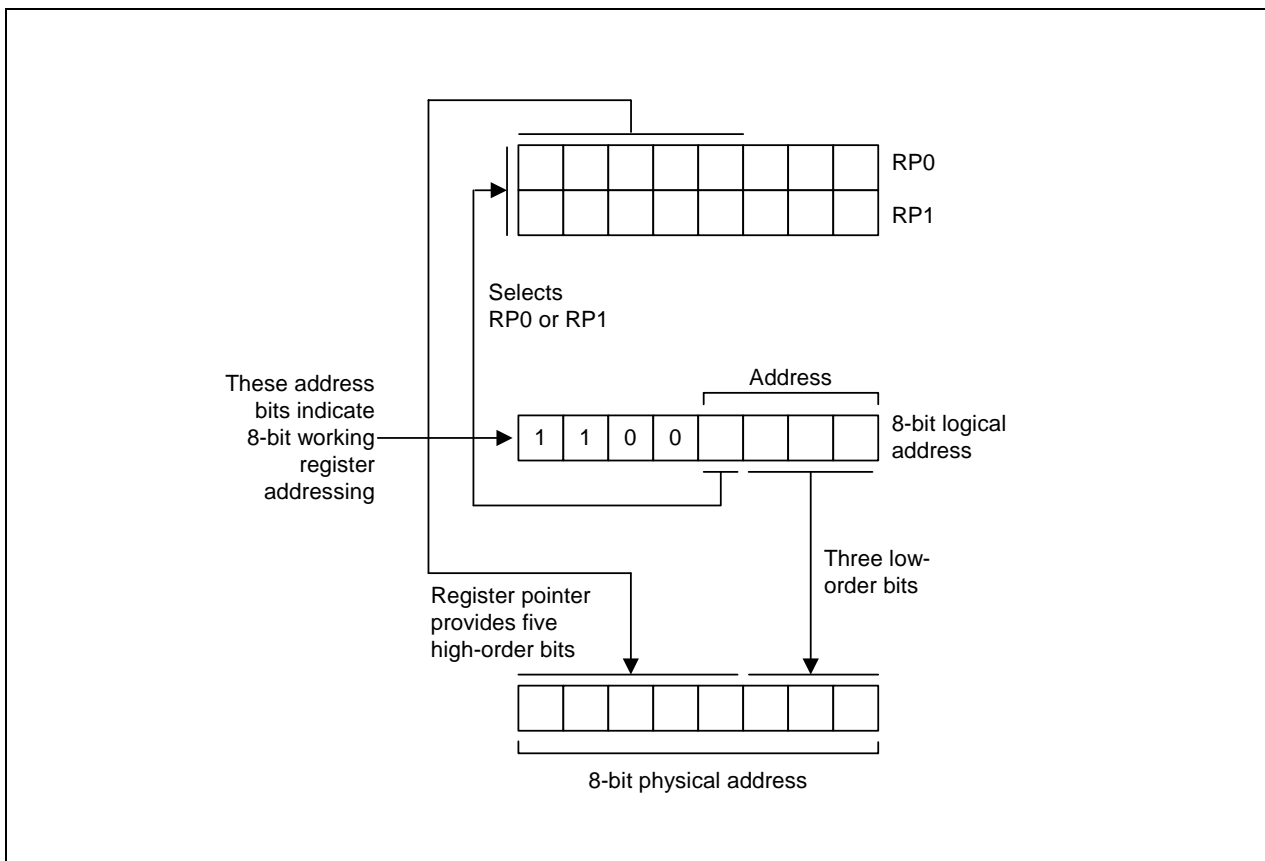 RP0
RP1
Selects
RP0 or RP1
These address
bits indicate
8-bit working
register
addressing
Address
1 1 0 0
8-bit logical
address
Three low-
order bits
Register pointer
provides five
high-order bits
8-bit physical address